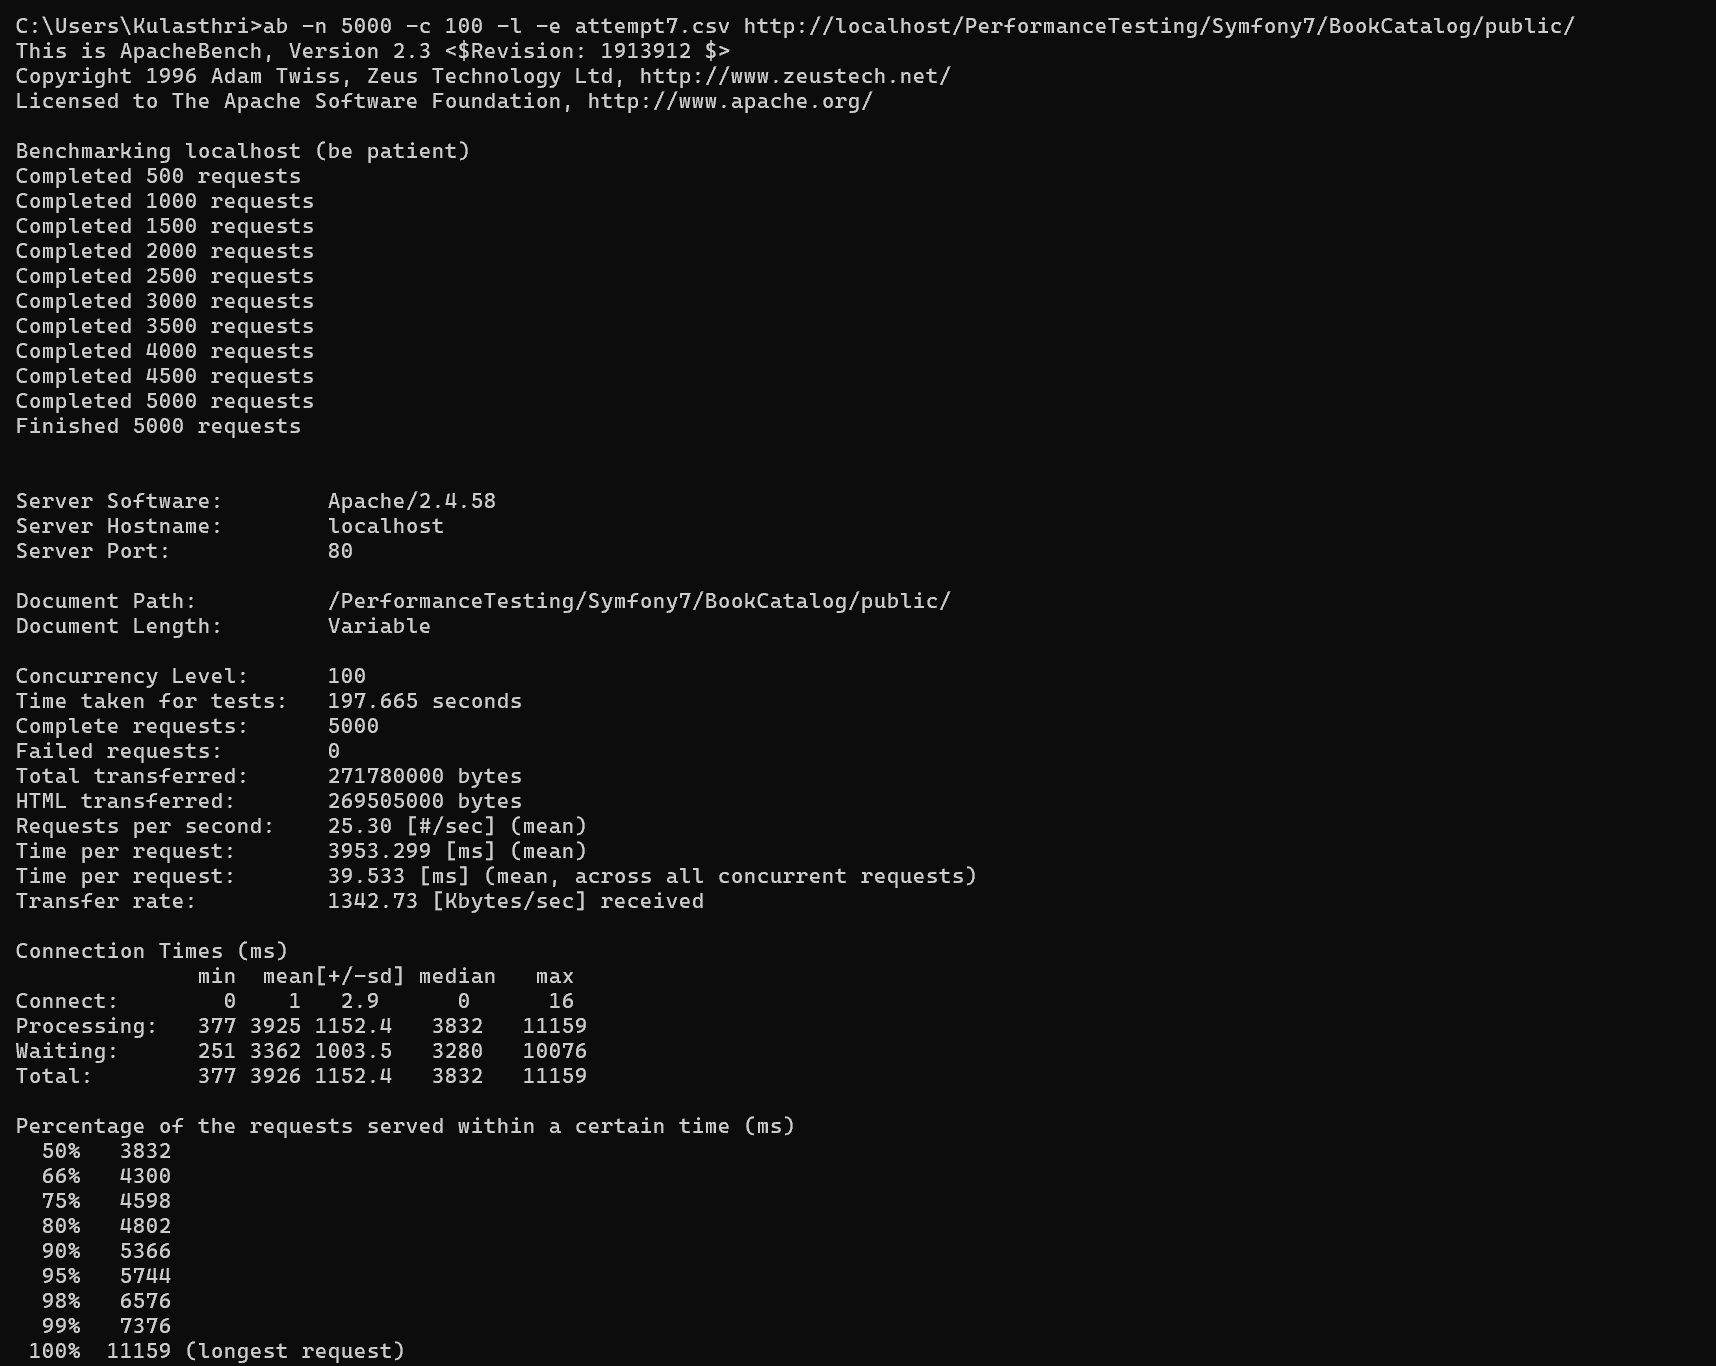 C:\Users\Kulasthri>ab -n 5000 -c 100 -l -e attempt7.csv http://localhost/PerformanceTesting/Symfony7/BookCatalog/public/
This is ApacheBench, Version 2.3 <$Revision: 1913912 $>
Copyright 1996 Adam Twiss, Zeus Technology Ltd, http://www.zeustech.net/
Licensed to The Apache Software Foundation, http://www.apache.org/

Benchmarking localhost (be patient)
Completed 500 requests
Completed 1000 requests
Completed 1500 requests
Completed 2000 requests
Completed 2500 requests
Completed 3000 requests
Completed 3500 requests
Completed 4000 requests
Completed 4500 requests
Completed 5000 requests
Finished 5000 requests


Server Software:        Apache/2.4.58
Server Hostname:        localhost
Server Port:            80

Document Path:          /PerformanceTesting/Symfony7/BookCatalog/public/
Document Length:        Variable

Concurrency Level:      100
Time taken for tests:   197.665 seconds
Complete requests:      5000
Failed requests:        0
Total transferred:      271780000 bytes
HTML transferred:       269505000 bytes
Requests per second:    25.30 [#/sec] (mean)
Time per request:       3953.299 [ms] (mean)
Time per request:       39.533 [ms] (mean, across all concurrent requests)
Transfer rate:          1342.73 [Kbytes/sec] received

Connection Times (ms)
              min  mean[+/-sd] median   max
Connect:        0    1   2.9      0      16
Processing:   377 3925 1152.4   3832   11159
Waiting:      251 3362 1003.5   3280   10076
Total:        377 3926 1152.4   3832   11159

Percentage of the requests served within a certain time (ms)
  50%   3832
  66%   4300
  75%   4598
  80%   4802
  90%   5366
  95%   5744
  98%   6576
  99%   7376
 100%  11159 (longest request)